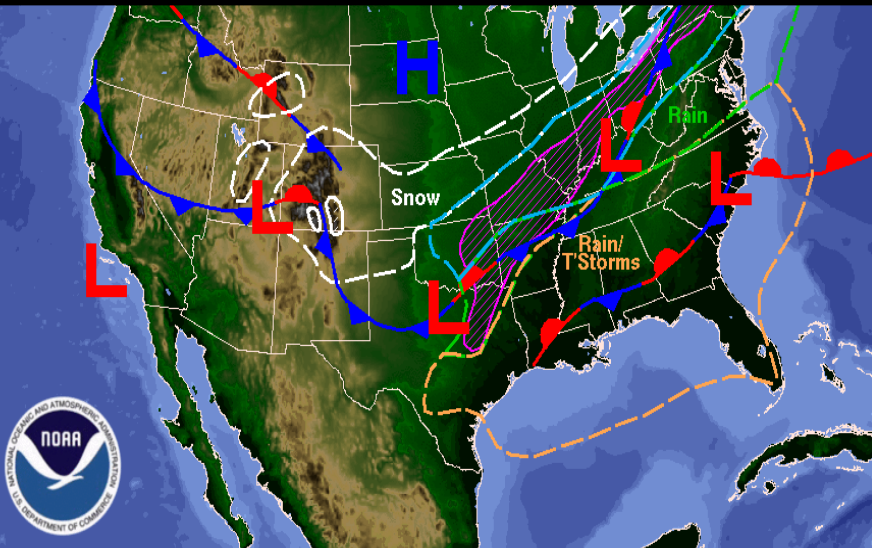 H
L
Rain
L
Snow
L
Rain/
T'Storms
L
L
NATIONAL OCEANIC AND ATMOSPHERIC ADMINISTRATION
NOAA
U.S. DEPARTMENT OF COMMERCE